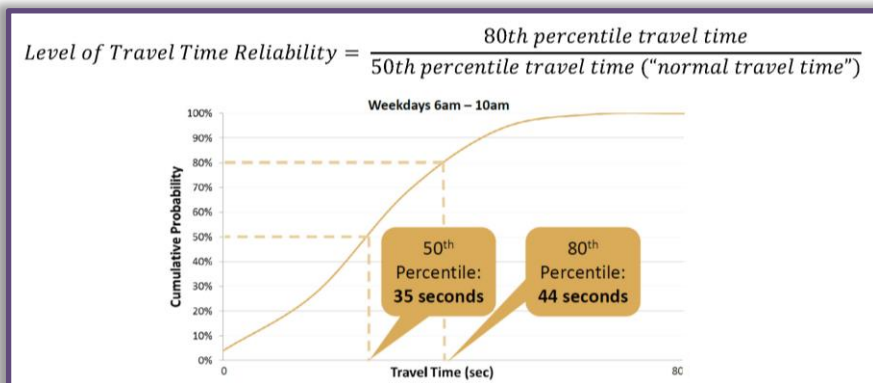 80th percentile travel time
Level of Travel Time Reliability =
50th percentile travel time ("normal travel time")
Weekdays 6am – 10am
Cumulative Probability
100%
90%
80%
70%
60%
50%
40%
30%
20%
10%
0%
50th
Percentile:
35 seconds
80th
Percentile:
44 seconds
0
Travel Time (sec)
80